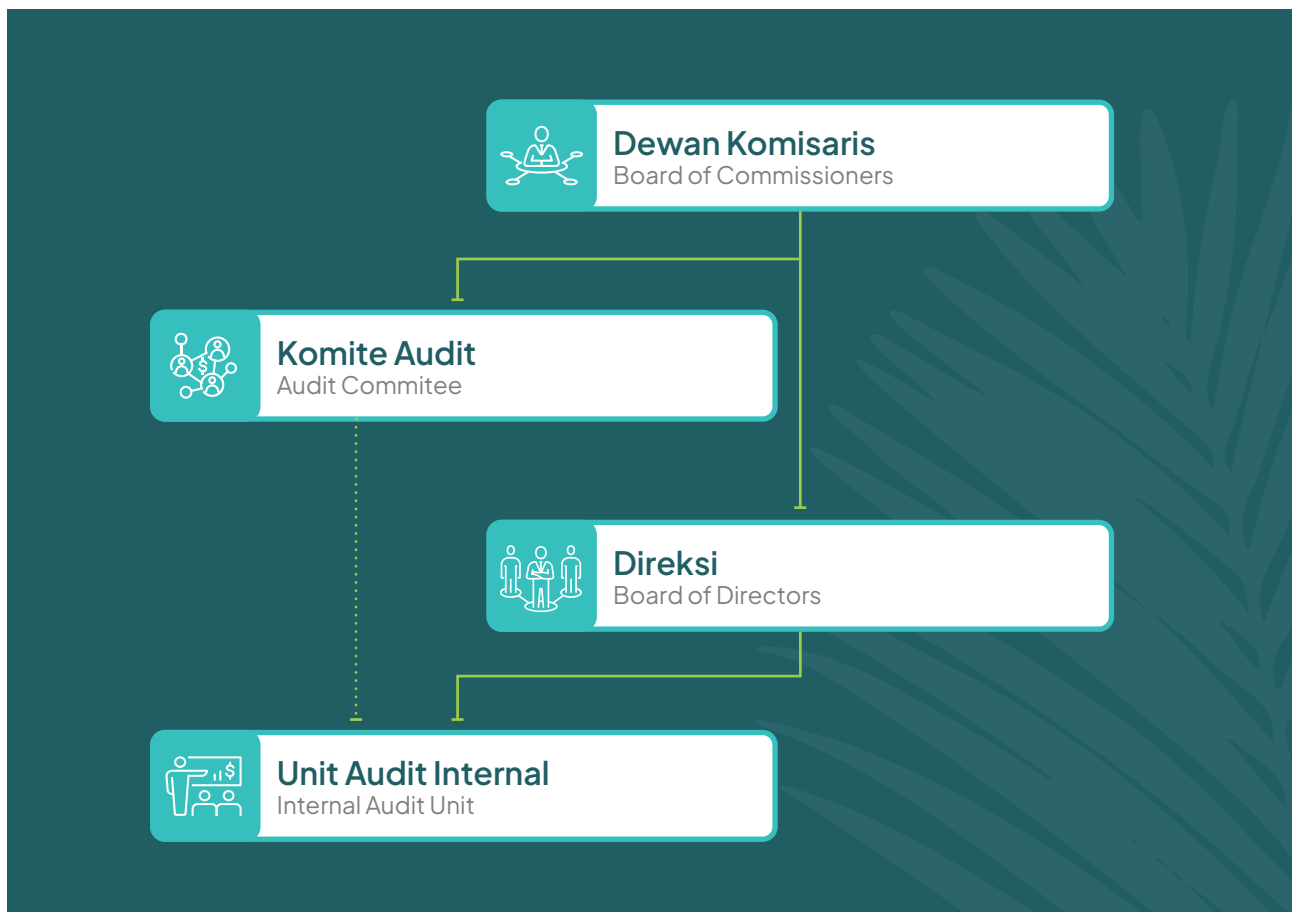 Dewan Komisaris
Board of Commissioners
Komite Audit
Audit Commitee
Direksi
Board of Directors
Unit Audit Internal
Internal Audit Unit